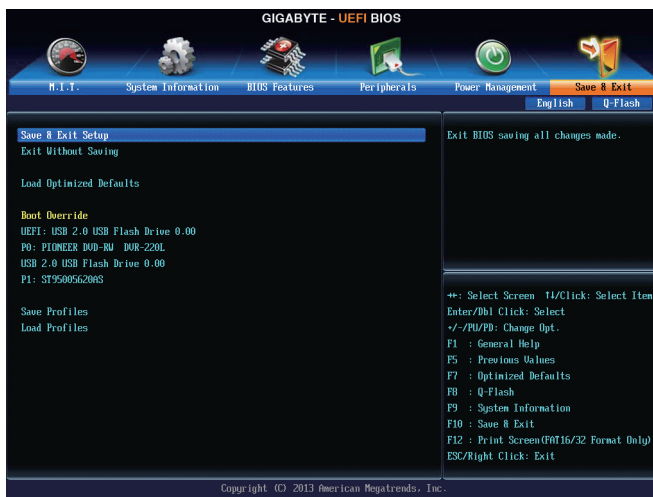 GIGABYTE - UEFI BIOS
M.I.T. System Information BIOS Features Peripherals Power Management Save & Exit
English Q-Flash
Save & Exit Setup
Exit Without Saving
Load Optimized Defaults
Boot Override
UEFI: USB 2.0 USB Flash Drive 0.00
P0: PIONEER DVD-RW DVR-220L
USB 2.0 USB Flash Drive 0.00
P1: ST95005620AS
Save Profiles
Load Profiles
Exit BIOS saving all changes made.
→←: Select Screen ↑↓/Click: Select Item
Enter/Dbl Click: Select
+/-/PU/PD: Change Opt.
F1 : General Help
F5 : Previous Values
F7 : Optimized Defaults
F8 : Q-Flash
F9 : System Information
F10 : Save & Exit
F12 : Print Screen(FAT16/32 Format Only)
ESC/Right Click: Exit
Copyright (C) 2013 American Megatrends, Inc.